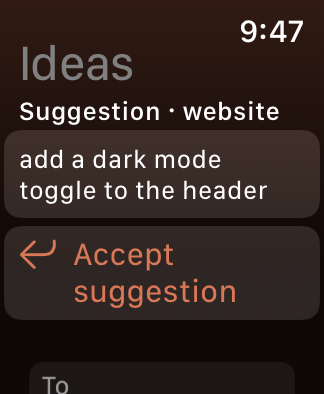 9:47
Ideas
Suggestion · website
add a dark mode
toggle to the header
Accept
suggestion
To